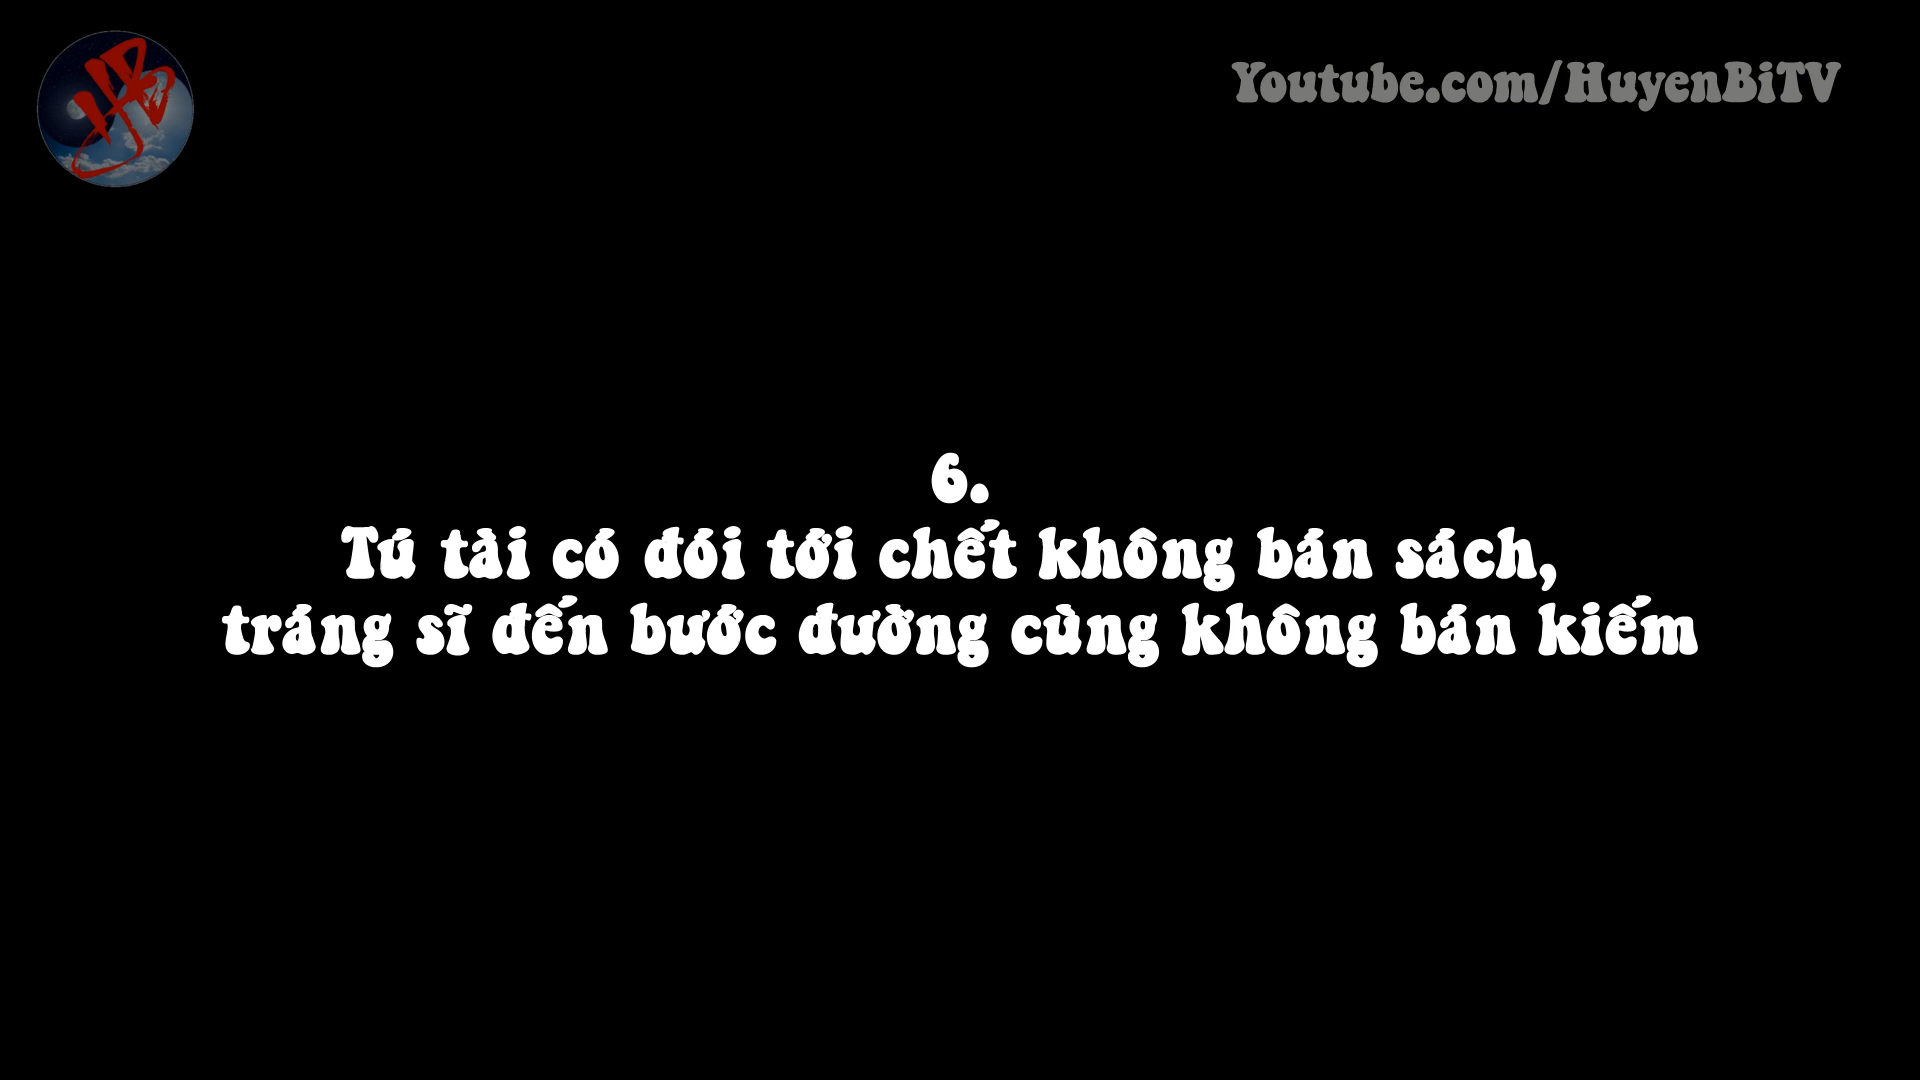 HB
Youtube.com/HuyenBiTV
6.
Tú tài có đói tới chết không bán sách,
tráng sĩ đến bước đường cùng không bán kiếm